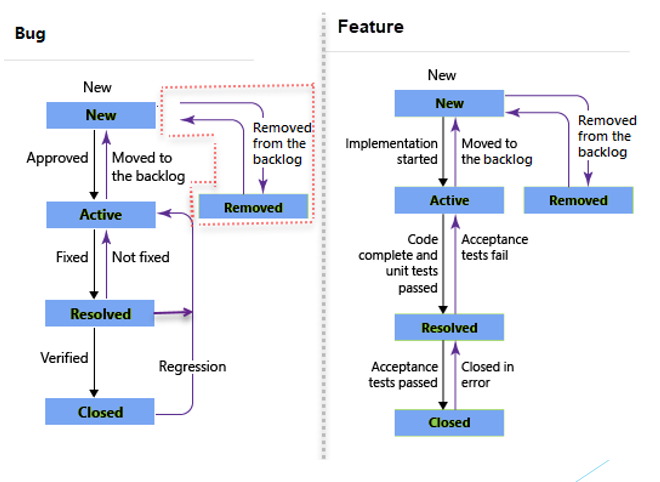 Bug
New
New
Removed
from the
backlog
Approved
Moved to
the backlog
Removed
Active
Fixed
Not fixed
Resolved
Verified
Regression
Closed
Feature
New
New
Removed
from the
backlog
Implementation
started
Moved to
the backlog
Active
Removed
Code
complete and
unit tests
passed
Acceptance
tests fail
Resolved
Acceptance
tests passed
Closed in
error
Closed